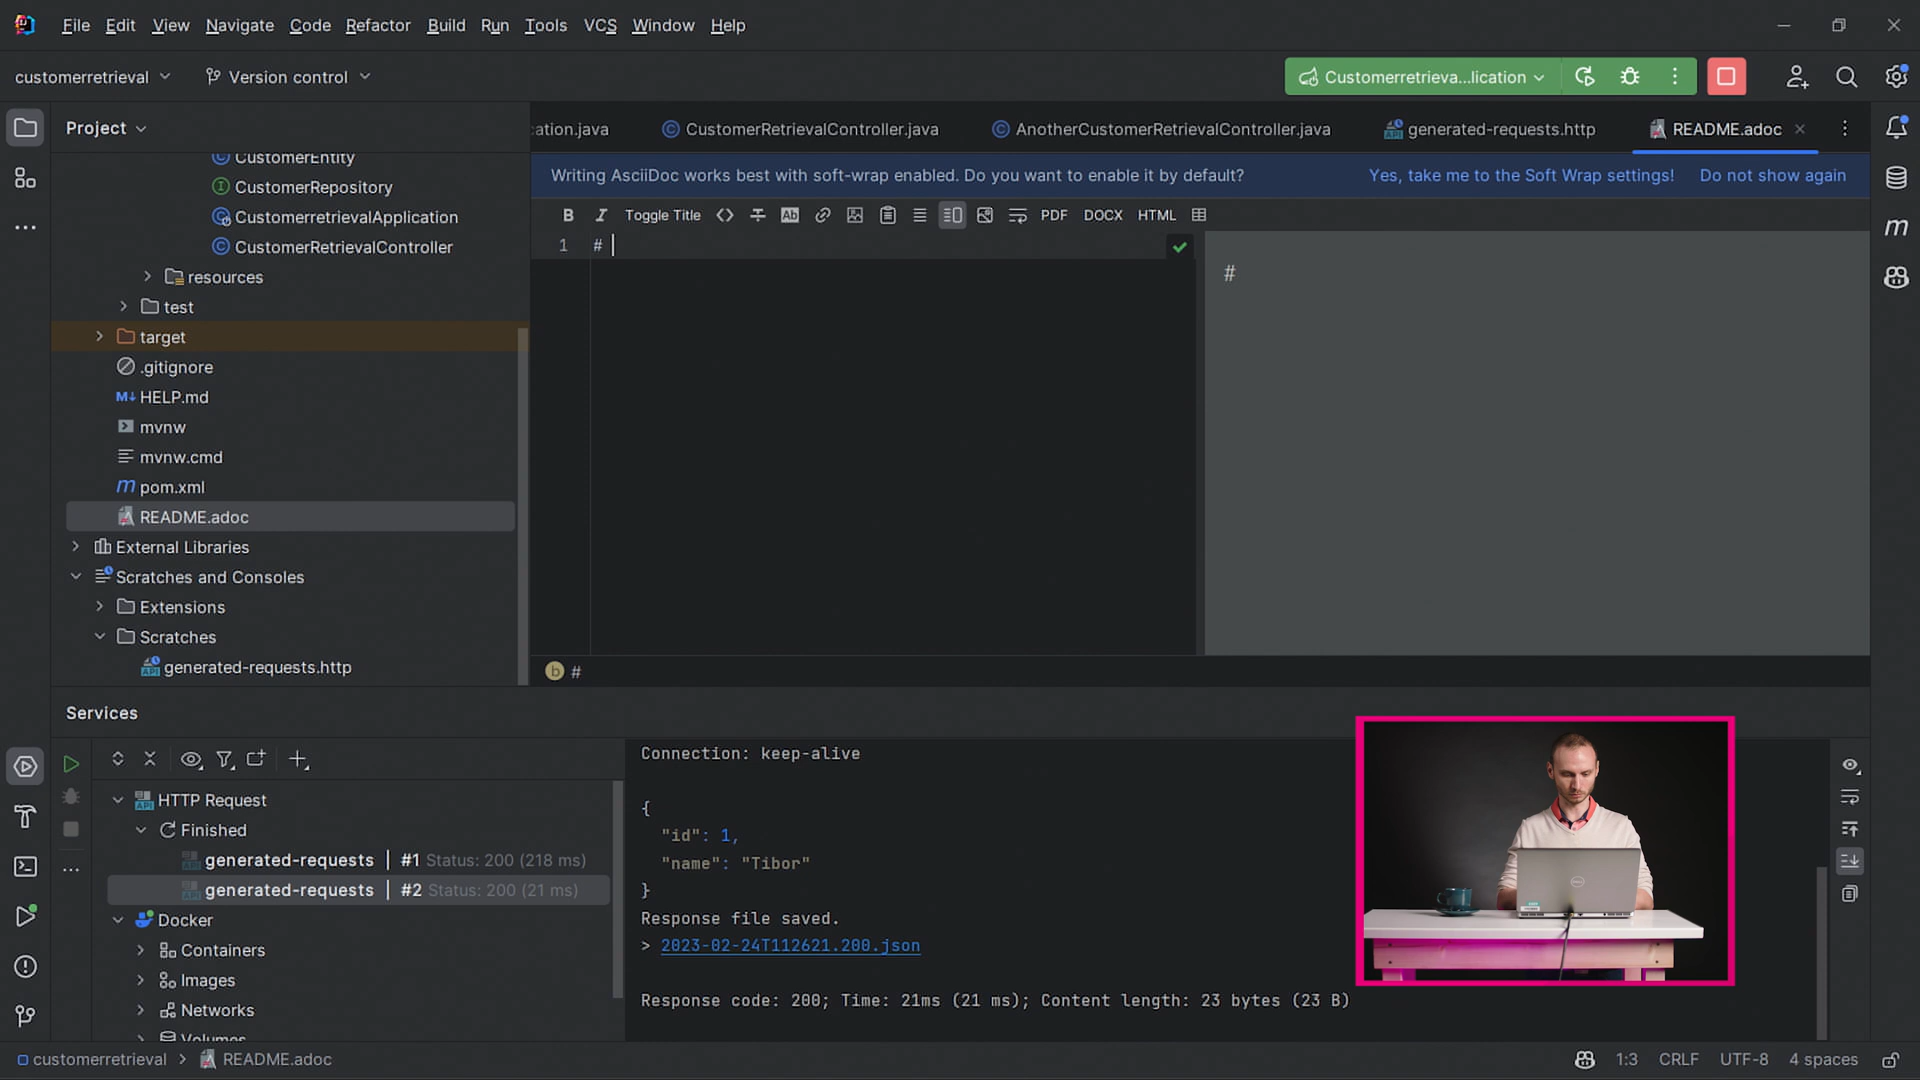 File Edit View Navigate Code Refactor Build Run Tools VCS Window Help
customerretrieval Version control Customerretrieva...lication
Project
CustomerEntity
CustomerRepository
CustomerretrievalApplication
CustomerRetrievalController
resources
test
target
.gitignore
HELP.md
mvnw
mvnw.cmd
pom.xml
README.adoc
External Libraries
Scratches and Consoles
Extensions
Scratches
generated-requests.http
ation.java CustomerRetrievalController.java AnotherCustomerRetrievalController.java generated-requests.http README.adoc
Writing AsciiDoc works best with soft-wrap enabled. Do you want to enable it by default? Yes, take me to the Soft Wrap settings! Do not show again
B I Toggle Title Ab PDF DOCX HTML
1 #
#
b #
Services
HTTP Request
Finished
generated-requests | #1 Status: 200 (218 ms)
generated-requests | #2 Status: 200 (21 ms)
Docker
Containers
Images
Networks
Volumes
Connection: keep-alive
{
"id": 1,
"name": "Tibor"
}
Response file saved.
> 2023-02-24T112621.200.json
Response code: 200; Time: 21ms (21 ms); Content length: 23 bytes (23 B)
customerretrieval > README.adoc 1:3 CRLF UTF-8 4 spaces